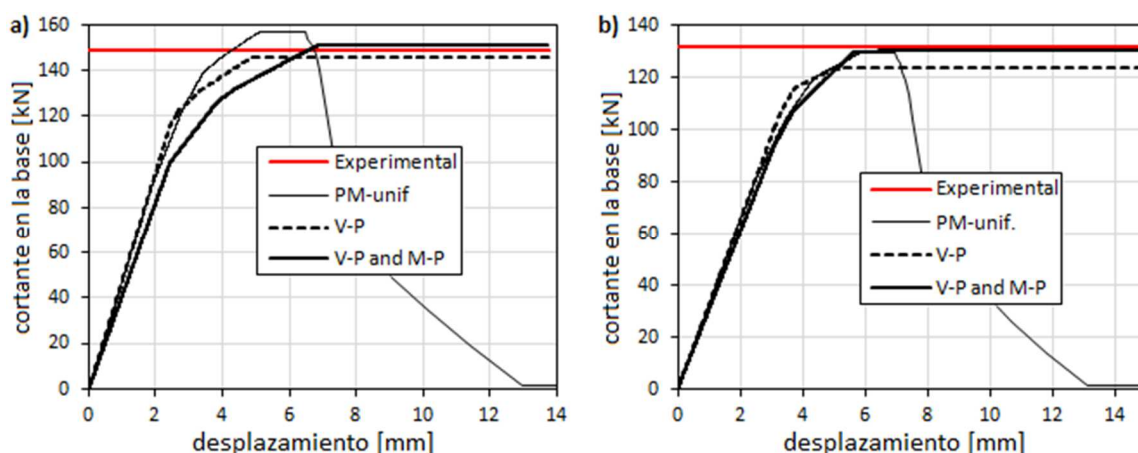 a)
cortante en la base [kN]
160
140
120
100
80
60
40
20
0
Experimental
PM-unif
V-P
V-P and M-P
0 2 4 6 8 10 12 14
desplazamiento [mm]
b)
cortante en la base [kN]
140
120
100
80
60
40
20
0
Experimental
PM-unif.
V-P
V-P and M-P
0 2 4 6 8 10 12 14
desplazamiento [mm]